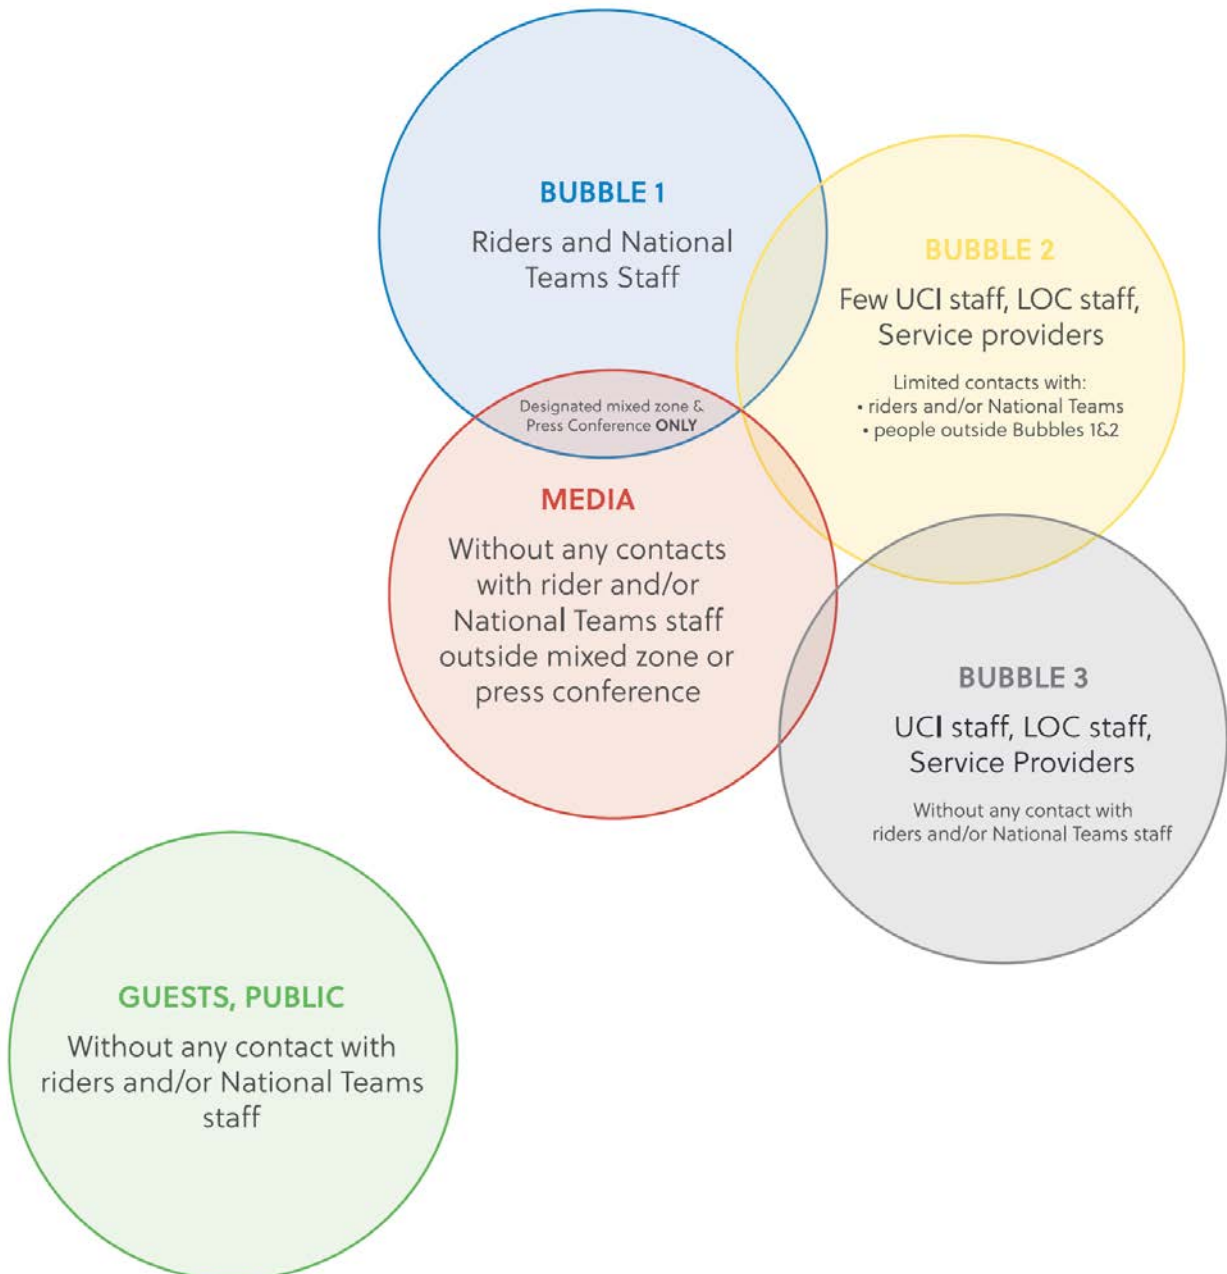 BUBBLE 1
Riders and National
Teams Staff
BUBBLE 2
Few UCI staff, LOC staff,
Service providers
Limited contacts with:
• riders and/or National Teams
• people outside Bubbles 1&2
Designated mixed zone &
Press Conference ONLY
MEDIA
Without any contacts
with rider and/or
National Teams staff
outside mixed zone or
press conference
BUBBLE 3
UCI staff, LOC staff,
Service Providers
Without any contact with
riders and/or National Teams staff
GUESTS, PUBLIC
Without any contact with
riders and/or National Teams
staff